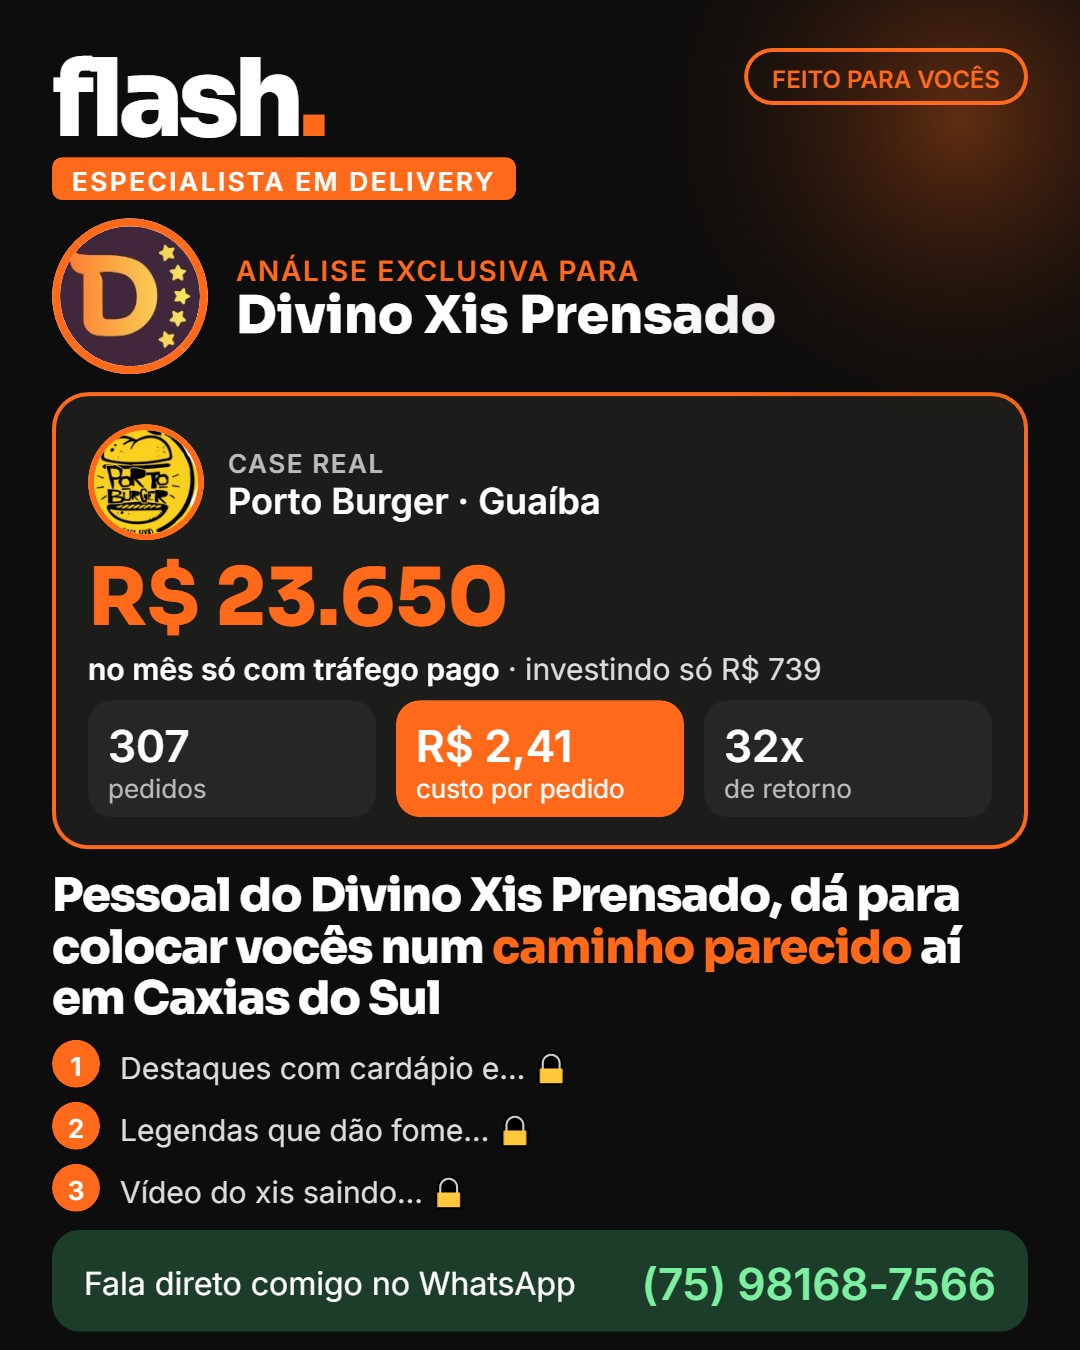 flash.
FEITO PARA VOCÊS
ESPECIALISTA EM DELIVERY
D
ANÁLISE EXCLUSIVA PARA
Divino Xis Prensado
PORTO
BURGER
CASE REAL
Porto Burger · Guaíba
R$ 23.650
no mês só com tráfego pago · investindo só R$ 739
307
pedidos
R$ 2,41
custo por pedido
32x
de retorno
Pessoal do Divino Xis Prensado, dá para
colocar vocês num caminho parecido aí
em Caxias do Sul
1 Destaques com cardápio e... 🔒
2 Legendas que dão fome... 🔒
3 Vídeo do xis saindo... 🔒
Fala direto comigo no WhatsApp (75) 98168-7566